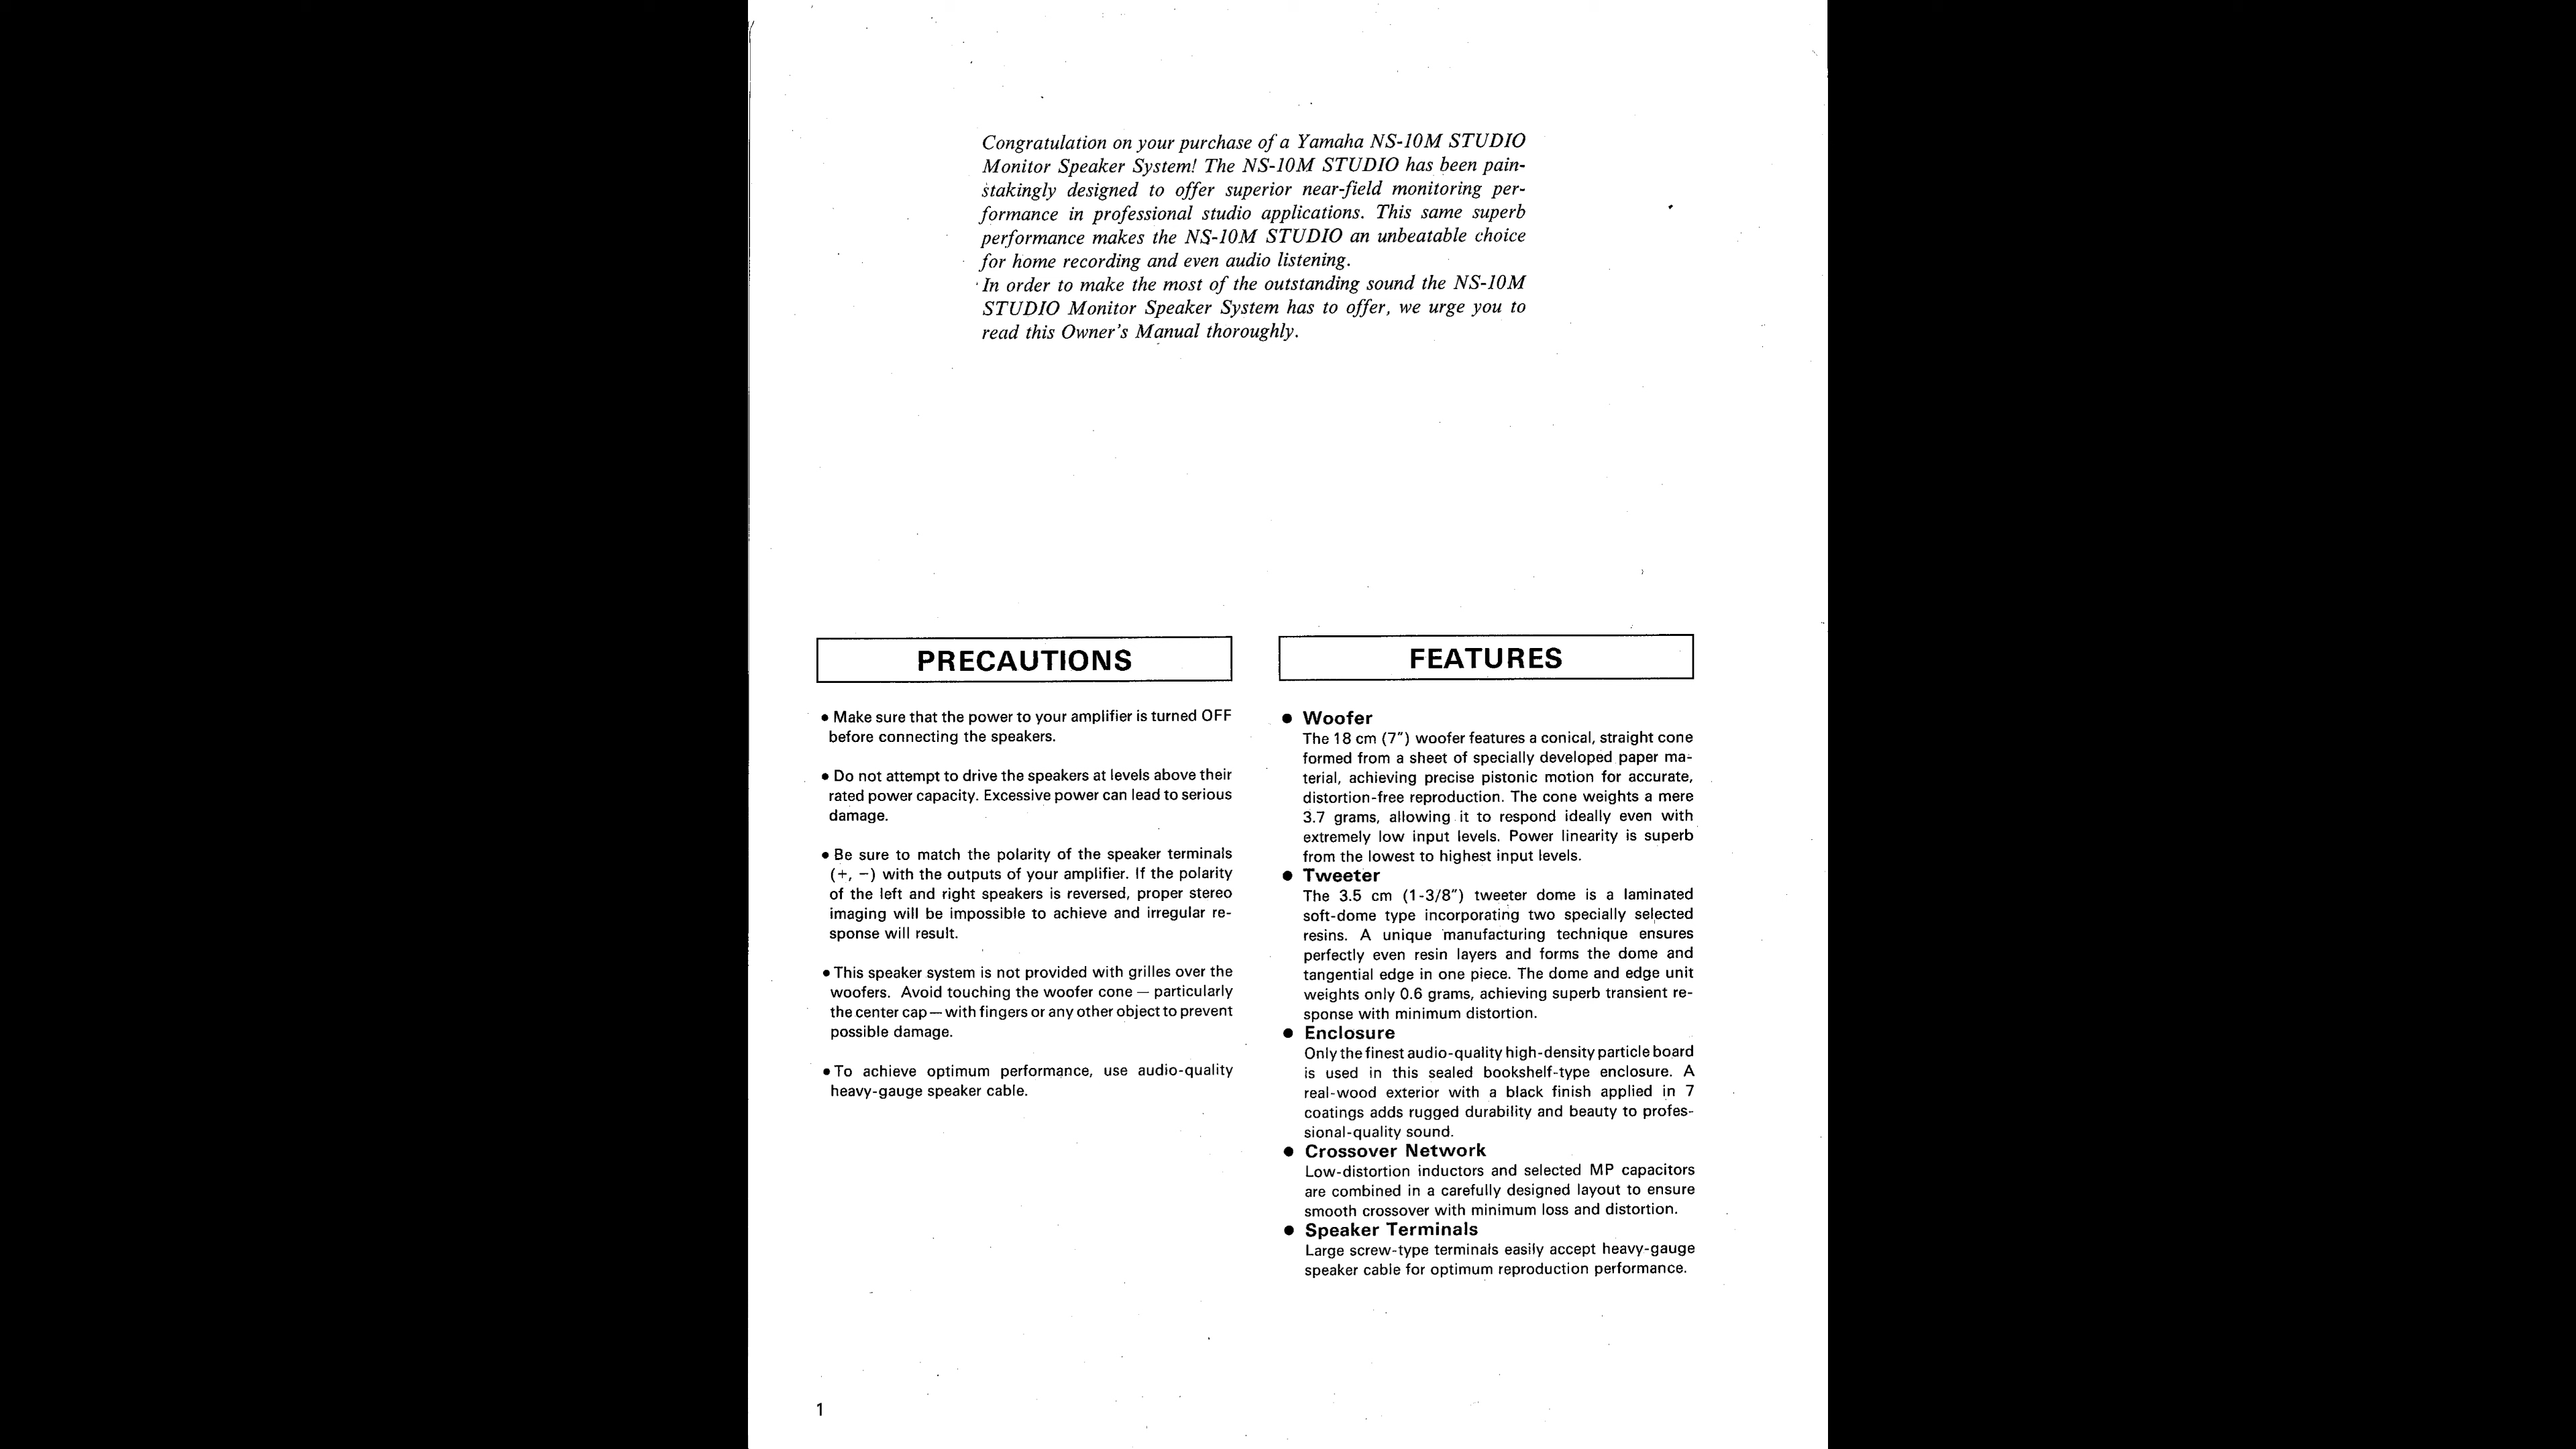 Congratulation on your purchase of a Yamaha NS-10M STUDIO
Monitor Speaker System! The NS-10M STUDIO has been pain-
stakingly designed to offer superior near-field monitoring per-
formance in professional studio applications. This same superb
performance makes the NS-10M STUDIO an unbeatable choice
for home recording and even audio listening.
In order to make the most of the outstanding sound the NS-10M
STUDIO Monitor Speaker System has to offer, we urge you to
read this Owner's Manual thoroughly.
PRECAUTIONS
● Make sure that the power to your amplifier is turned OFF
before connecting the speakers.
● Do not attempt to drive the speakers at levels above their
rated power capacity. Excessive power can lead to serious
damage.
● Be sure to match the polarity of the speaker terminals
(+, −) with the outputs of your amplifier. If the polarity
of the left and right speakers is reversed, proper stereo
imaging will be impossible to achieve and irregular re-
sponse will result.
● This speaker system is not provided with grilles over the
woofers. Avoid touching the woofer cone — particularly
the center cap — with fingers or any other object to prevent
possible damage.
● To achieve optimum performance, use audio-quality
heavy-gauge speaker cable.
FEATURES
● Woofer
The 18 cm (7") woofer features a conical, straight cone
formed from a sheet of specially developed paper ma-
terial, achieving precise pistonic motion for accurate,
distortion-free reproduction. The cone weights a mere
3.7 grams, allowing it to respond ideally even with
extremely low input levels. Power linearity is superb
from the lowest to highest input levels.
● Tweeter
The 3.5 cm (1-3/8") tweeter dome is a laminated
soft-dome type incorporating two specially selected
resins. A unique manufacturing technique ensures
perfectly even resin layers and forms the dome and
tangential edge in one piece. The dome and edge unit
weights only 0.6 grams, achieving superb transient re-
sponse with minimum distortion.
● Enclosure
Only the finest audio-quality high-density particle board
is used in this sealed bookshelf-type enclosure. A
real-wood exterior with a black finish applied in 7
coatings adds rugged durability and beauty to profes-
sional-quality sound.
● Crossover Network
Low-distortion inductors and selected MP capacitors
are combined in a carefully designed layout to ensure
smooth crossover with minimum loss and distortion.
● Speaker Terminals
Large screw-type terminals easily accept heavy-gauge
speaker cable for optimum reproduction performance.
1